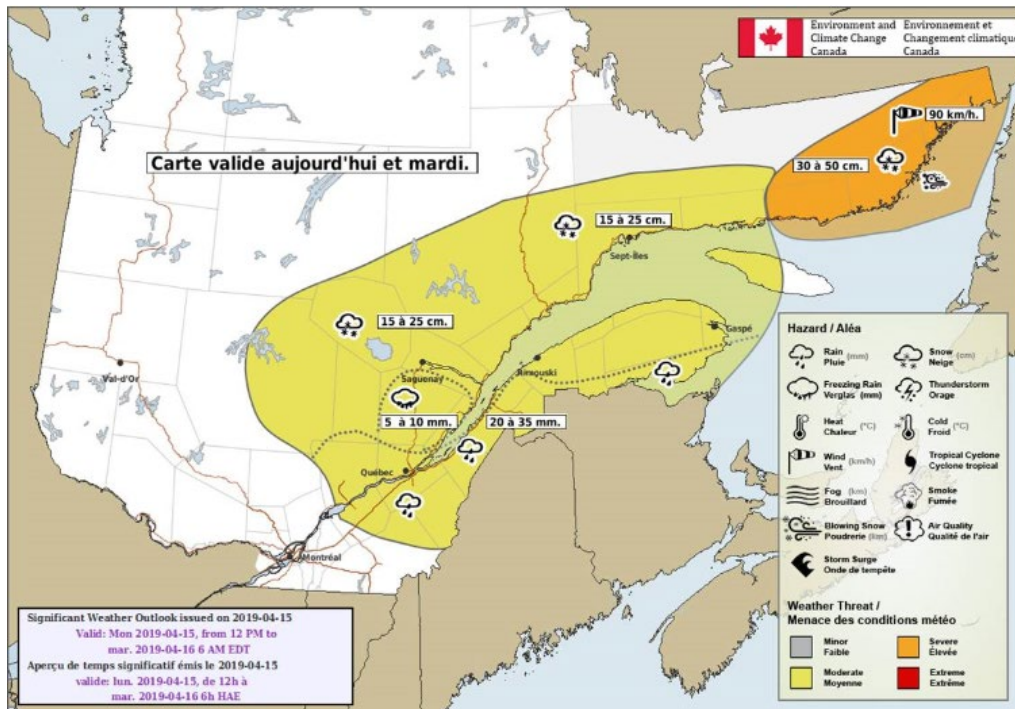 Environment and Environnement et
Climate Change Changement climatique
Canada Canada
Carte valide aujourd'hui et mardi.
90 km/h.
30 à 50 cm.
15 à 25 cm.
Sept-Îles
15 à 25 cm.
Gaspé
Val-d'Or
Saguenay
Rimouski
5 à 10 mm.
20 à 35 mm.
Québec
Montréal
Hazard / Aléa
Rain (mm)
Pluie
Snow (cm)
Neige
Freezing Rain
Verglas (mm)
Thunderstorm
Orage
Heat (°C)
Chaleur
Cold (°C)
Froid
Wind (km/h)
Vent
Tropical Cyclone
Cyclone tropical
Fog (km)
Brouillard
Smoke
Fumée
Blowing Snow
Poudrerie (km)
Air Quality
Qualité de l'air
Storm Surge
Onde de tempête
Weather Threat /
Menace des conditions météo
Minor
Faible
Severe
Élevée
Moderate
Moyenne
Extreme
Extrême
Significant Weather Outlook issued on 2019-04-15
Valid: Mon 2019-04-15, from 12 PM to
mar. 2019-04-16 6 AM EDT
Aperçu de temps significatif émis le 2019-04-15
valide: lun. 2019-04-15, de 12h à
mar. 2019-04-16 6h HAE